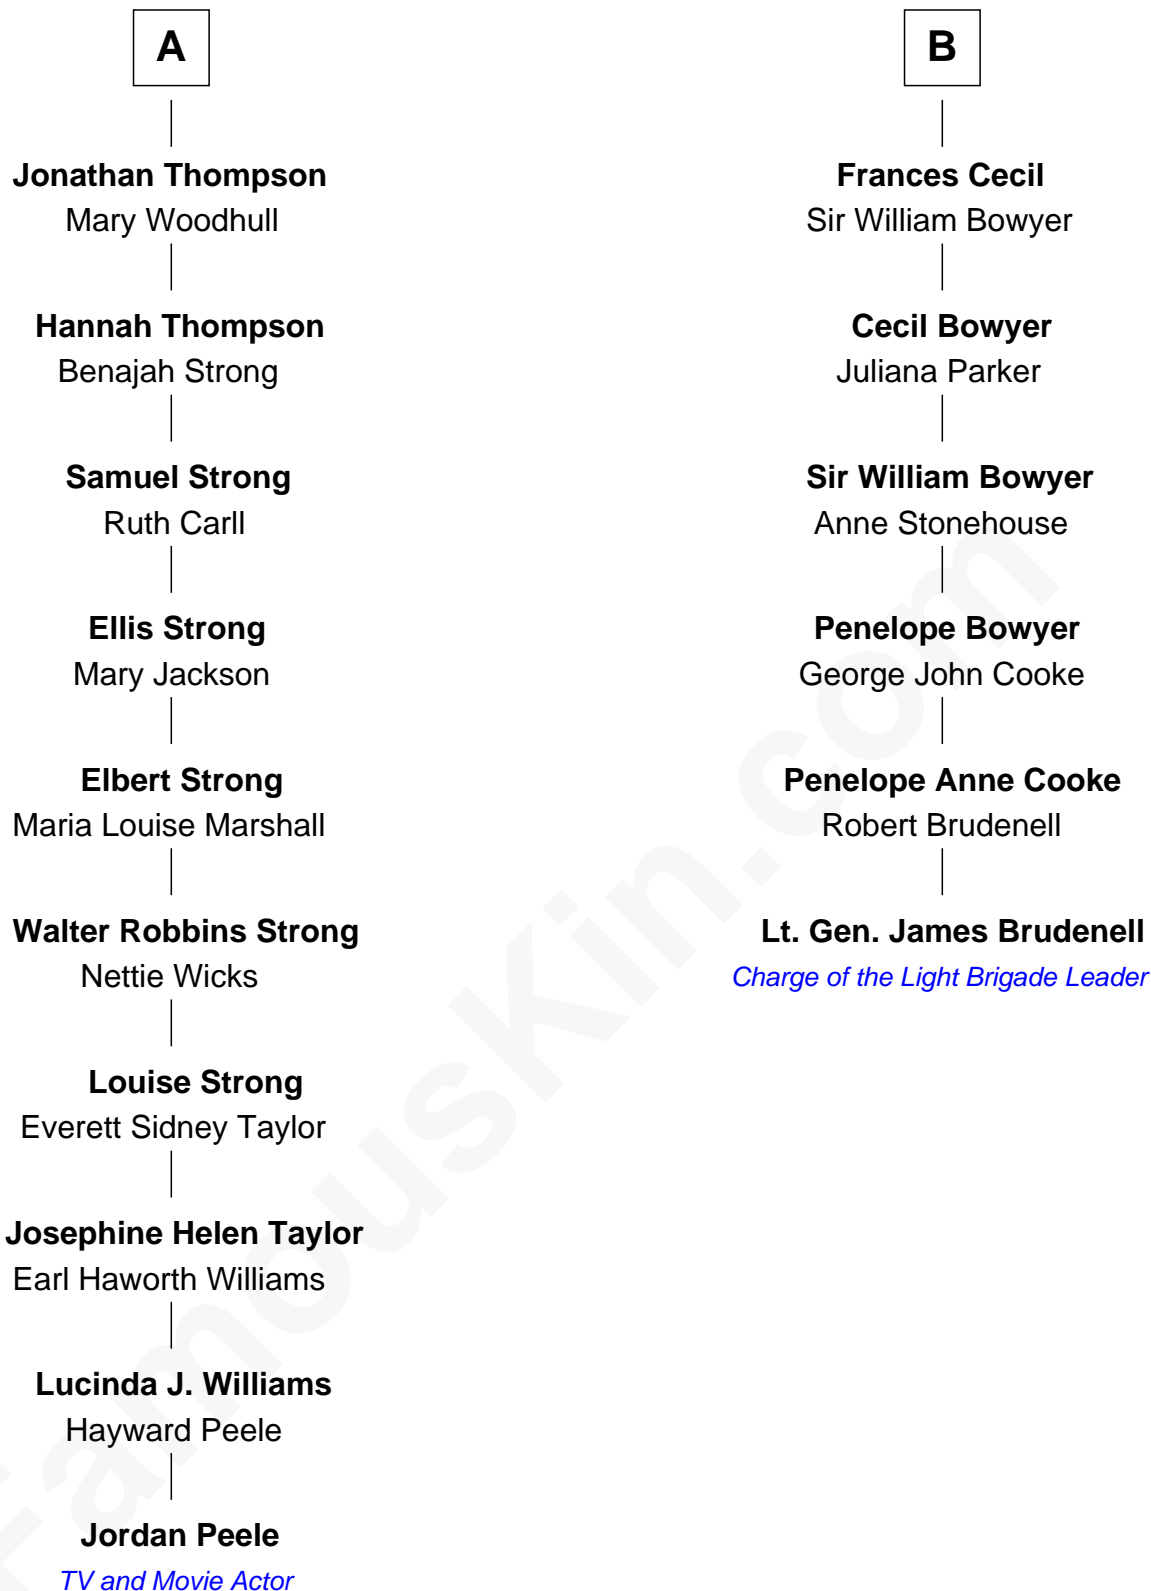 A
Jonathan Thompson
Mary Woodhull
Hannah Thompson
Benajah Strong
Samuel Strong
Ruth Carll
Ellis Strong
Mary Jackson
Elbert Strong
Maria Louise Marshall
Walter Robbins Strong
Nettie Wicks
Louise Strong
Everett Sidney Taylor
Josephine Helen Taylor
Earl Haworth Williams
Lucinda J. Williams
Hayward Peele
Jordan Peele
TV and Movie Actor
B
Frances Cecil
Sir William Bowyer
Cecil Bowyer
Juliana Parker
Sir William Bowyer
Anne Stonehouse
Penelope Bowyer
George John Cooke
Penelope Anne Cooke
Robert Brudenell
Lt. Gen. James Brudenell
Charge of the Light Brigade Leader
FamousKin.com